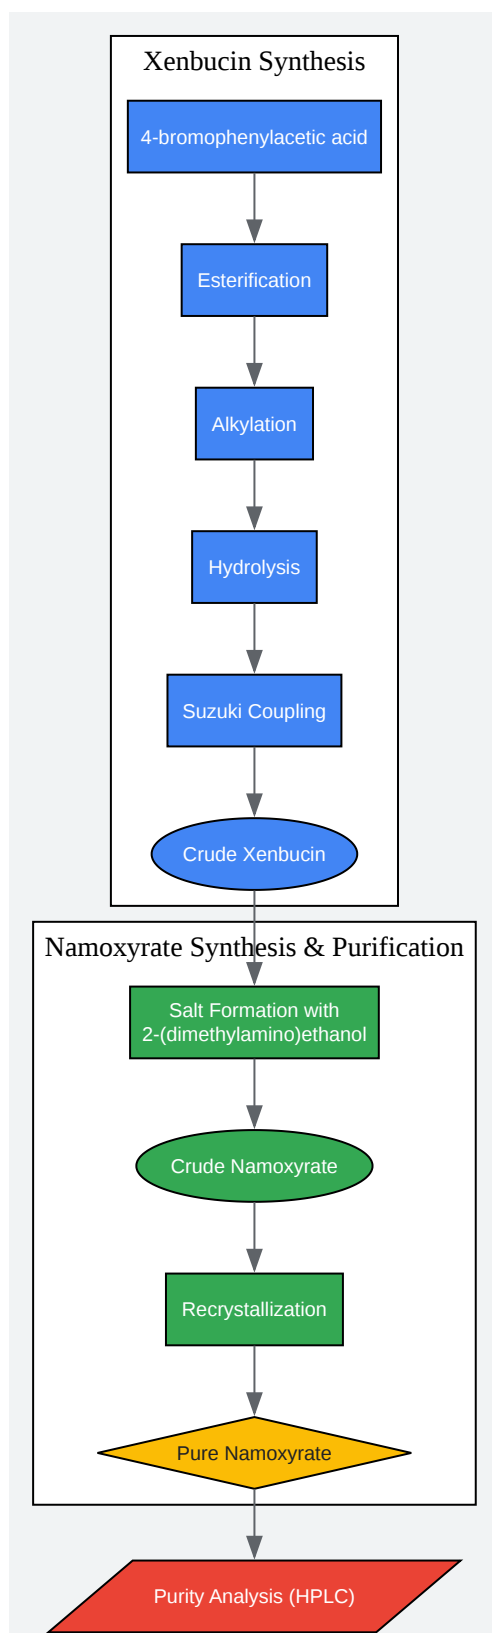 Xenbucin Synthesis
4-bromophenylacetic acid
Esterification
Alkylation
Hydrolysis
Suzuki Coupling
Crude Xenbucin
Namoxyrate Synthesis & Purification
Salt Formation with
2-(dimethylamino)ethanol
Crude Namoxyrate
Recrystallization
Pure Namoxyrate
Purity Analysis (HPLC)